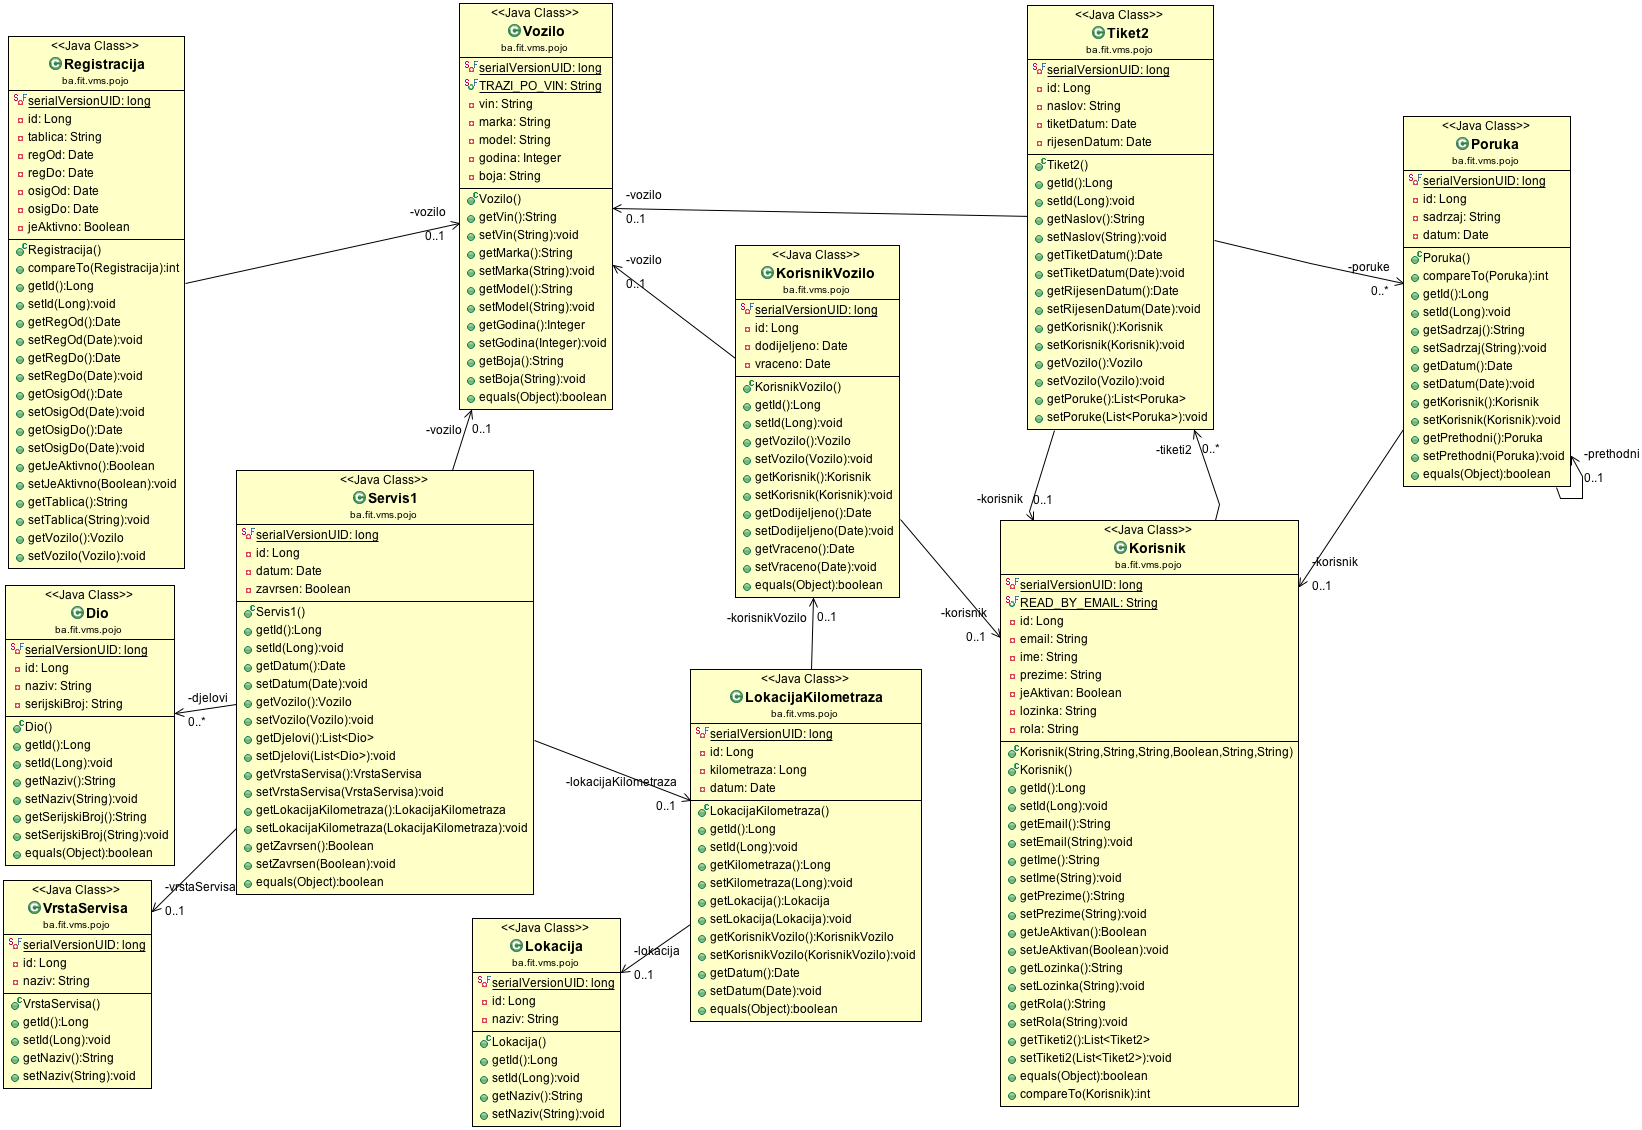 <<Java Class>>
Registracija
ba.fit.vms.pojo
serialVersionUID: long
id: Long
tablica: String
regOd: Date
regDo: Date
osigOd: Date
osigDo: Date
jeAktivno: Boolean
Registracija()
compareTo(Registracija):int
getId():Long
setId(Long):void
getRegOd():Date
setRegOd(Date):void
getRegDo():Date
setRegDo(Date):void
getOsigOd():Date
setOsigOd(Date):void
getOsigDo():Date
setOsigDo(Date):void
getJeAktivno():Boolean
setJeAktivno(Boolean):void
getTablica():String
setTablica(String):void
getVozilo():Vozilo
setVozilo(Vozilo):void
-vozilo
0..1
<<Java Class>>
Vozilo
ba.fit.vms.pojo
serialVersionUID: long
TRAZI_PO_VIN: String
vin: String
marka: String
model: String
godina: Integer
boja: String
Vozilo()
getVin():String
setVin(String):void
getMarka():String
setMarka(String):void
getModel():String
setModel(String):void
getGodina():Integer
setGodina(Integer):void
getBoja():String
setBoja(String):void
equals(Object):boolean
-vozilo
0..1
-vozilo
0..1
-vozilo
0..1
<<Java Class>>
KorisnikVozilo
ba.fit.vms.pojo
serialVersionUID: long
id: Long
dodijeljeno: Date
vraceno: Date
KorisnikVozilo()
getId():Long
setId(Long):void
getVozilo():Vozilo
setVozilo(Vozilo):void
getKorisnik():Korisnik
setKorisnik(Korisnik):void
getDodijeljeno():Date
setDodijeljeno(Date):void
getVraceno():Date
setVraceno(Date):void
equals(Object):boolean
<<Java Class>>
Tiket2
ba.fit.vms.pojo
serialVersionUID: long
id: Long
naslov: String
tiketDatum: Date
rijesenDatum: Date
Tiket2()
getId():Long
setId(Long):void
getNaslov():String
setNaslov(String):void
getTiketDatum():Date
setTiketDatum(Date):void
getRijesenDatum():Date
setRijesenDatum(Date):void
getKorisnik():Korisnik
setKorisnik(Korisnik):void
getVozilo():Vozilo
setVozilo(Vozilo):void
getPoruke():List<Poruka>
setPoruke(List<Poruka>):void
-poruke
0..*
<<Java Class>>
Poruka
ba.fit.vms.pojo
serialVersionUID: long
id: Long
sadrzaj: String
datum: Date
Poruka()
compareTo(Poruka):int
getId():Long
setId(Long):void
getSadrzaj():String
setSadrzaj(String):void
getDatum():Date
setDatum(Date):void
getKorisnik():Korisnik
setKorisnik(Korisnik):void
getPrethodni():Poruka
setPrethodni(Poruka):void
equals(Object):boolean
-prethodni
0..1
-korisnik
0..1
-tiketi2
0..*
-korisnik
0..1
-korisnik
0..1
<<Java Class>>
Servis1
ba.fit.vms.pojo
serialVersionUID: long
id: Long
datum: Date
zavrsen: Boolean
Servis1()
getId():Long
setId(Long):void
getDatum():Date
setDatum(Date):void
getVozilo():Vozilo
setVozilo(Vozilo):void
getDjelovi():List<Dio>
setDjelovi(List<Dio>):void
getVrstaServisa():VrstaServisa
setVrstaServisa(VrstaServisa):void
getLokacijaKilometraza():LokacijaKilometraza
setLokacijaKilometraza(LokacijaKilometraza):void
getZavrsen():Boolean
setZavrsen(Boolean):void
equals(Object):boolean
<<Java Class>>
Dio
ba.fit.vms.pojo
serialVersionUID: long
id: Long
naziv: String
serijskiBroj: String
Dio()
getId():Long
setId(Long):void
getNaziv():String
setNaziv(String):void
getSerijskiBroj():String
setSerijskiBroj(String):void
equals(Object):boolean
-djelovi
0..*
-vrstaServisa
0..1
<<Java Class>>
VrstaServisa
ba.fit.vms.pojo
serialVersionUID: long
id: Long
naziv: String
VrstaServisa()
getId():Long
setId(Long):void
getNaziv():String
setNaziv(String):void
-korisnikVozilo
0..1
-lokacijaKilometraza
0..1
<<Java Class>>
LokacijaKilometraza
ba.fit.vms.pojo
serialVersionUID: long
id: Long
kilometraza: Long
datum: Date
LokacijaKilometraza()
getId():Long
setId(Long):void
getKilometraza():Long
setKilometraza(Long):void
getLokacija():Lokacija
setLokacija(Lokacija):void
getKorisnikVozilo():KorisnikVozilo
setKorisnikVozilo(KorisnikVozilo):void
getDatum():Date
setDatum(Date):void
equals(Object):boolean
-lokacija
0..1
<<Java Class>>
Lokacija
ba.fit.vms.pojo
serialVersionUID: long
id: Long
naziv: String
Lokacija()
getId():Long
setId(Long):void
getNaziv():String
setNaziv(String):void
<<Java Class>>
Korisnik
ba.fit.vms.pojo
serialVersionUID: long
READ_BY_EMAIL: String
id: Long
email: String
ime: String
prezime: String
jeAktivan: Boolean
lozinka: String
rola: String
Korisnik(String,String,String,Boolean,String,String)
Korisnik()
getId():Long
setId(Long):void
getEmail():String
setEmail(String):void
getIme():String
setIme(String):void
getPrezime():String
setPrezime(String):void
getJeAktivan():Boolean
setJeAktivan(Boolean):void
getLozinka():String
setLozinka(String):void
getRola():String
setRola(String):void
getTiketi2():List<Tiket2>
setTiketi2(List<Tiket2>):void
equals(Object):boolean
compareTo(Korisnik):int